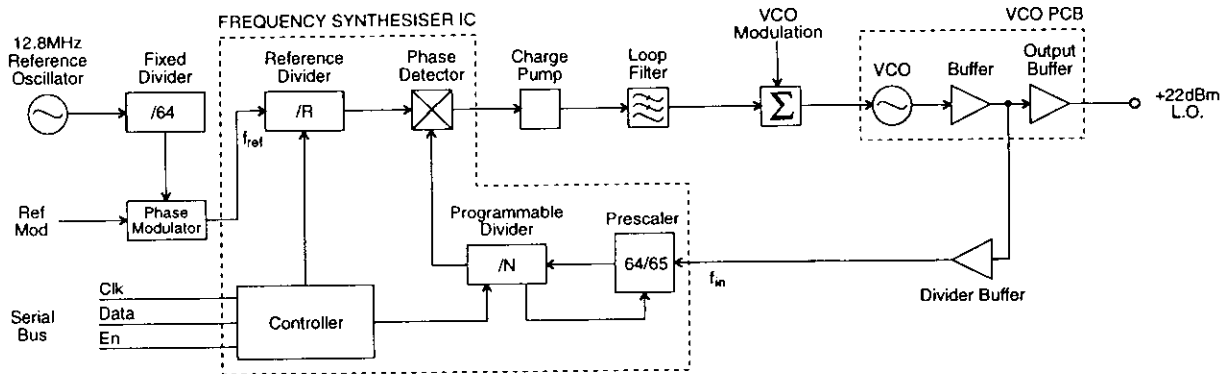 FREQUENCY SYNTHESISER IC
VCO PCB
12.8MHz
Reference
Oscillator
Fixed
Divider
/64
Reference
Divider
/R
Phase
Detector
Charge
Pump
Loop
Filter
VCO
Modulation
Σ
VCO
Buffer
Output
Buffer
+22dBm
L.O.
fref
Ref
Mod
Phase
Modulator
Programmable
Divider
/N
Prescaler
64/65
fin
Divider Buffer
Serial
Bus
Clk
Data
En
Controller